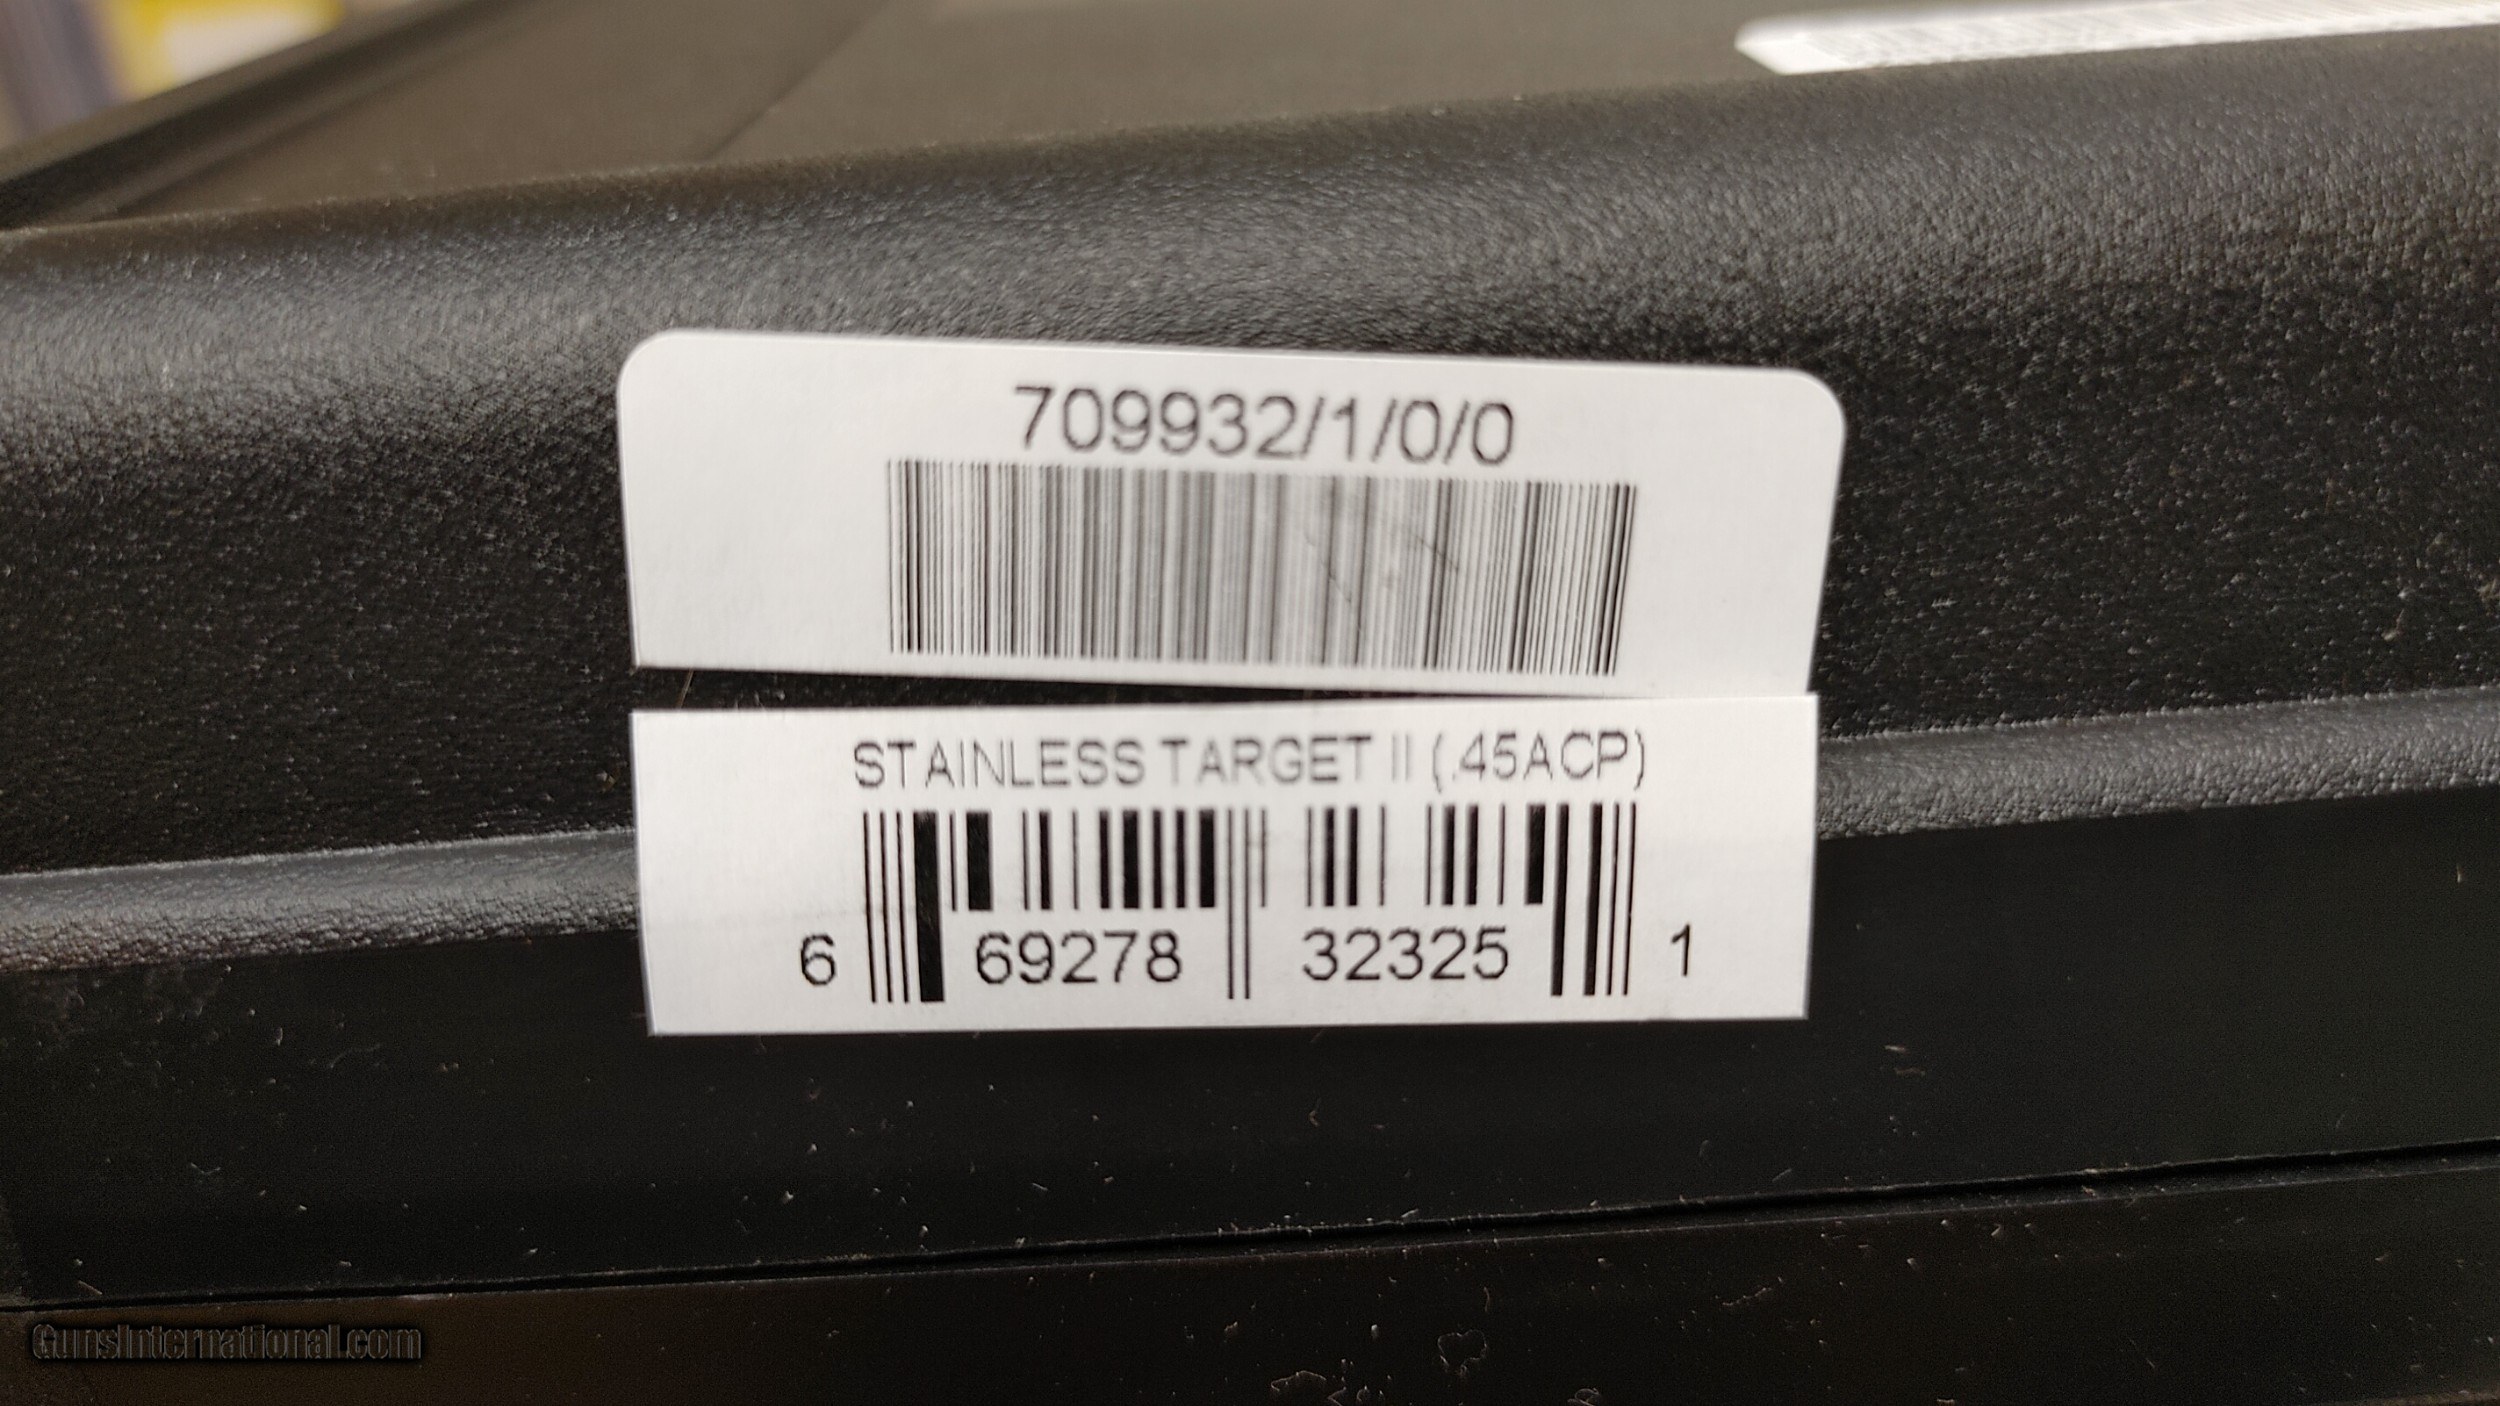 709932/1/0/0
STAINLESS TARGET II (.45ACP)
6 69278 32325 1
GunsInternational.com